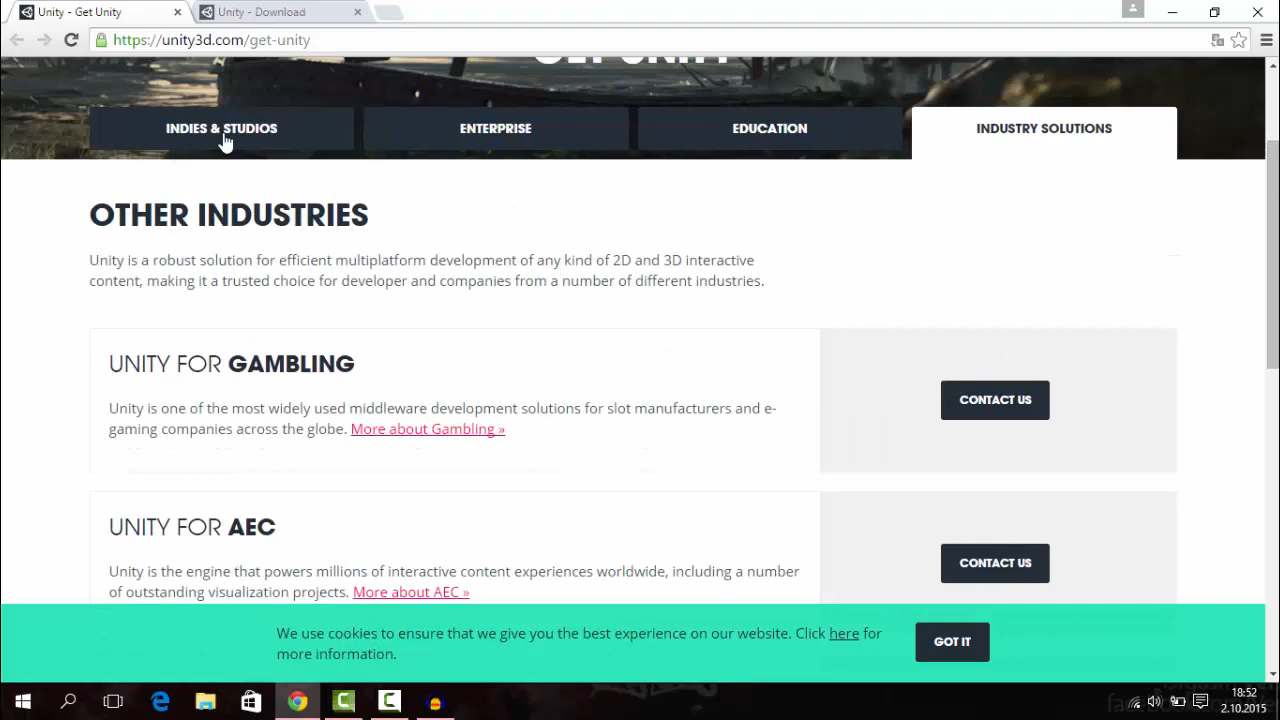 Unity - Get Unity
Unity - Download
https://unity3d.com/get-unity
GET UNITY
INDIES & STUDIOS
ENTERPRISE
EDUCATION
INDUSTRY SOLUTIONS
OTHER INDUSTRIES
Unity is a robust solution for efficient multiplatform development of any kind of 2D and 3D interactive
content, making it a trusted choice for developer and companies from a number of different industries.
UNITY FOR GAMBLING
Unity is one of the most widely used middleware development solutions for slot manufacturers and e-
gaming companies across the globe. More about Gambling »
CONTACT US
UNITY FOR AEC
Unity is the engine that powers millions of interactive content experiences worldwide, including a number
of outstanding visualization projects. More about AEC »
CONTACT US
We use cookies to ensure that we give you the best experience on our website. Click here for
more information.
GOT IT
18:52
2.10.2015